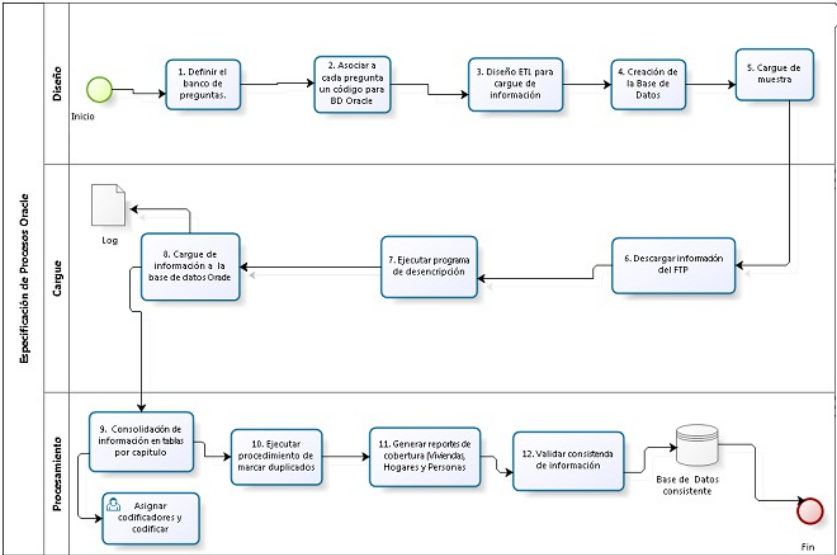 Especificación de Procesos Oracle
Diseño
Inicio
1. Definir el
banco de
preguntas.
2. Asociar a
cada pregunta
un código para
BD Oracle
3. Diseño ETL para
cargue de
información
4. Creación de
la Base de
Datos
5. Cargue de
muestra
Cargue
Log
8. Cargue de
información a la
base de datos Oracle
7. Ejecutar programa
de desencripción
6. Descargar información
del FTP
Procesamiento
9. Consolidación de
información en tablas
por capitulo
10. Ejecutar
procedimiento de
marcar duplicados
11. Generar reportes de
cobertura (Viviendas,
Hogares y Personas
12. Validar consistenda
de información
Base de Datos
consistente
Asignar
codificadores y
codificar
Fin